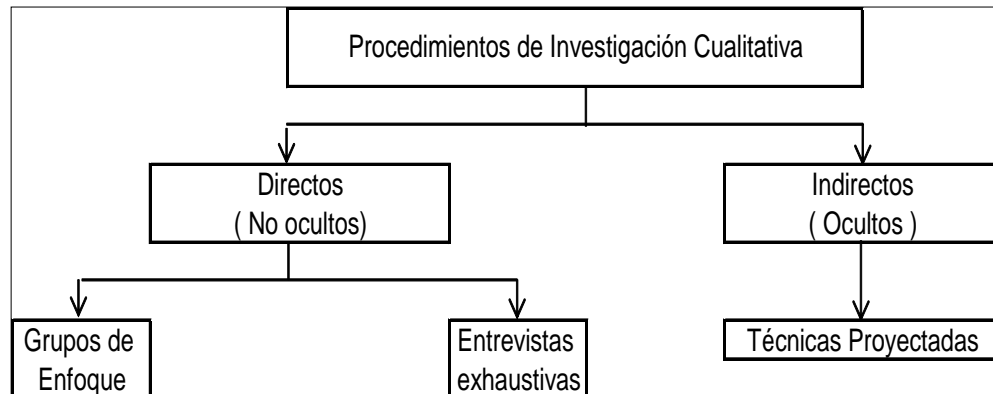 Procedimientos de Investigación Cualitativa
Directos
( No ocultos)
Indirectos
( Ocultos )
Grupos de
Enfoque
Entrevistas
exhaustivas
Técnicas Proyectadas